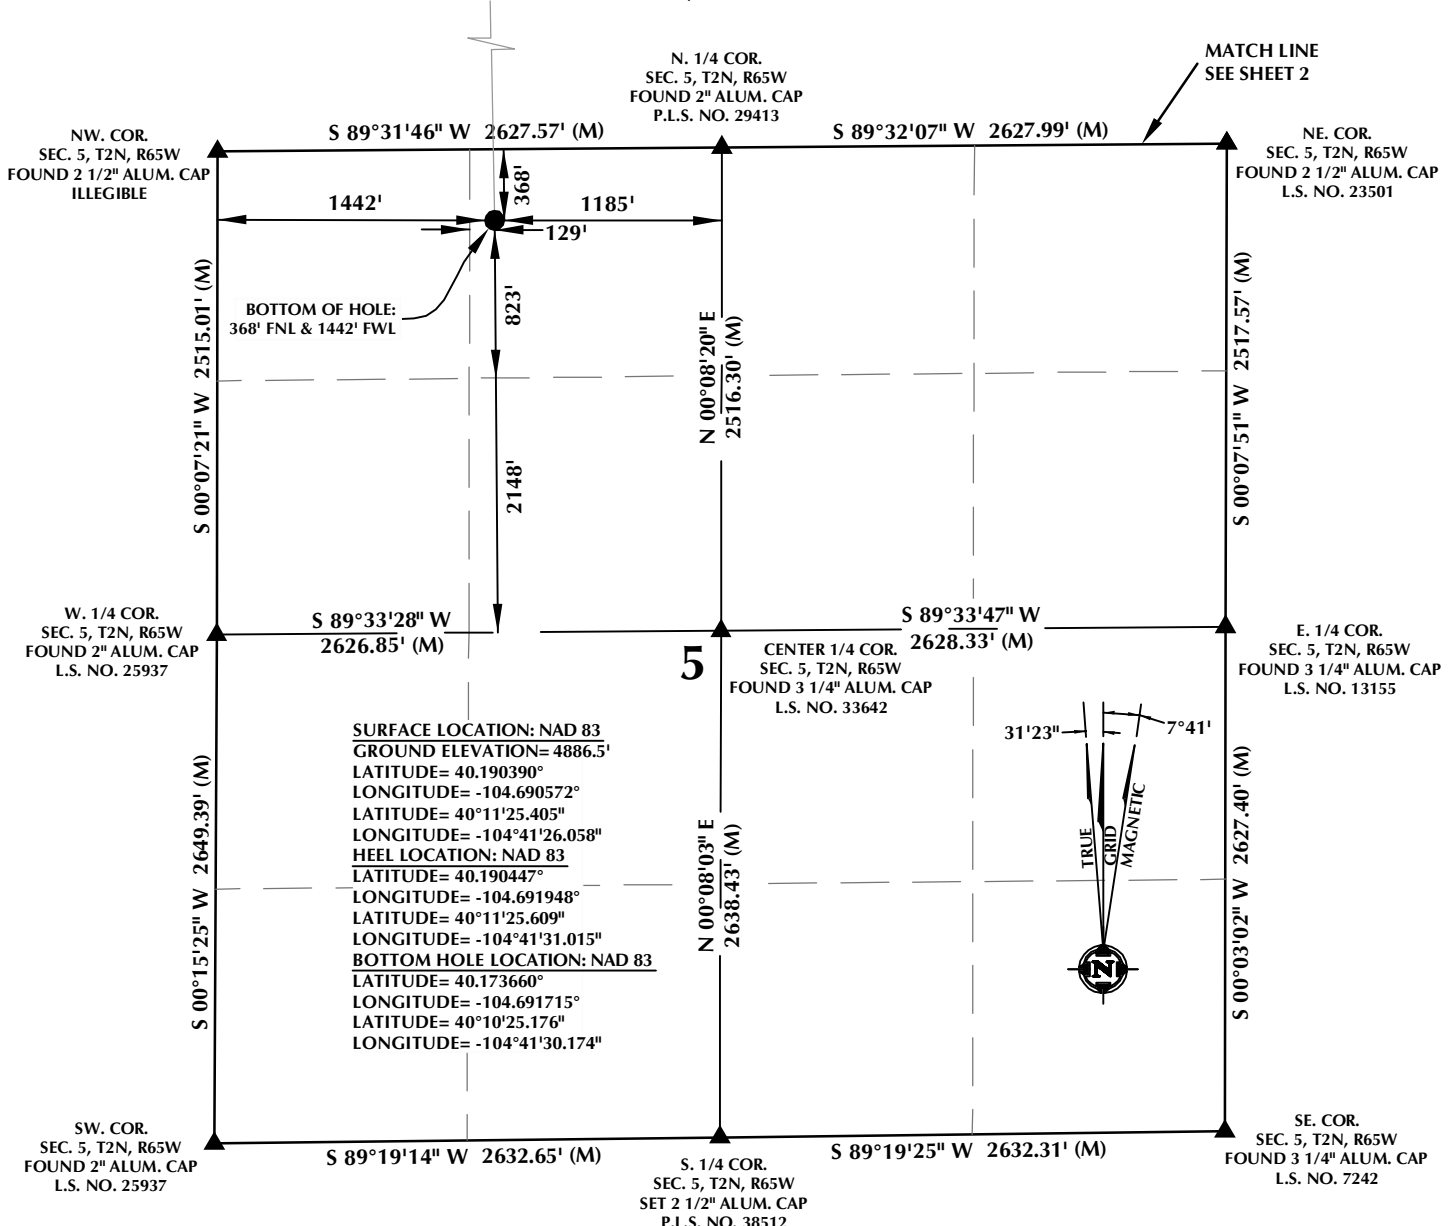 N. 1/4 COR.
SEC. 5, T2N, R65W
FOUND 2" ALUM. CAP
P.L.S. NO. 29413
MATCH LINE
SEE SHEET 2
NW. COR.
SEC. 5, T2N, R65W
FOUND 2 1/2" ALUM. CAP
ILLEGIBLE
S 89°31'46" W 2627.57' (M)
S 89°32'07" W 2627.99' (M)
NE. COR.
SEC. 5, T2N, R65W
FOUND 2 1/2" ALUM. CAP
L.S. NO. 23501
368'
1442'
1185'
129'
823'
BOTTOM OF HOLE:
368' FNL & 1442' FWL
S 00°07'21" W 2515.01' (M)
N 00°08'20" E
2516.30' (M)
S 00°07'51" W 2517.57' (M)
2148'
W. 1/4 COR.
SEC. 5, T2N, R65W
FOUND 2" ALUM. CAP
L.S. NO. 25937
S 89°33'28" W
2626.85' (M)
S 89°33'47" W
2628.33' (M)
5
CENTER 1/4 COR.
SEC. 5, T2N, R65W
FOUND 3 1/4" ALUM. CAP
L.S. NO. 33642
E. 1/4 COR.
SEC. 5, T2N, R65W
FOUND 3 1/4" ALUM. CAP
L.S. NO. 13155
SURFACE LOCATION: NAD 83
GROUND ELEVATION= 4886.5'
LATITUDE= 40.190390°
LONGITUDE= -104.690572°
LATITUDE= 40°11'25.405"
LONGITUDE= -104°41'26.058"
HEEL LOCATION: NAD 83
LATITUDE= 40.190447°
LONGITUDE= -104.691948°
LATITUDE= 40°11'25.609"
LONGITUDE= -104°41'31.015"
BOTTOM HOLE LOCATION: NAD 83
LATITUDE= 40.173660°
LONGITUDE= -104.691715°
LATITUDE= 40°10'25.176"
LONGITUDE= -104°41'30.174"
31'23"
7°41'
TRUE
GRID
MAGNETIC
N
S 00°15'25" W 2649.39' (M)
N 00°08'03" E
2638.43' (M)
S 00°03'02" W 2627.40' (M)
SW. COR.
SEC. 5, T2N, R65W
FOUND 2" ALUM. CAP
L.S. NO. 25937
S 89°19'14" W 2632.65' (M)
S 89°19'25" W 2632.31' (M)
S. 1/4 COR.
SEC. 5, T2N, R65W
SET 2 1/2" ALUM. CAP
P.L.S. NO. 38512
SE. COR.
SEC. 5, T2N, R65W
FOUND 3 1/4" ALUM. CAP
L.S. NO. 7242